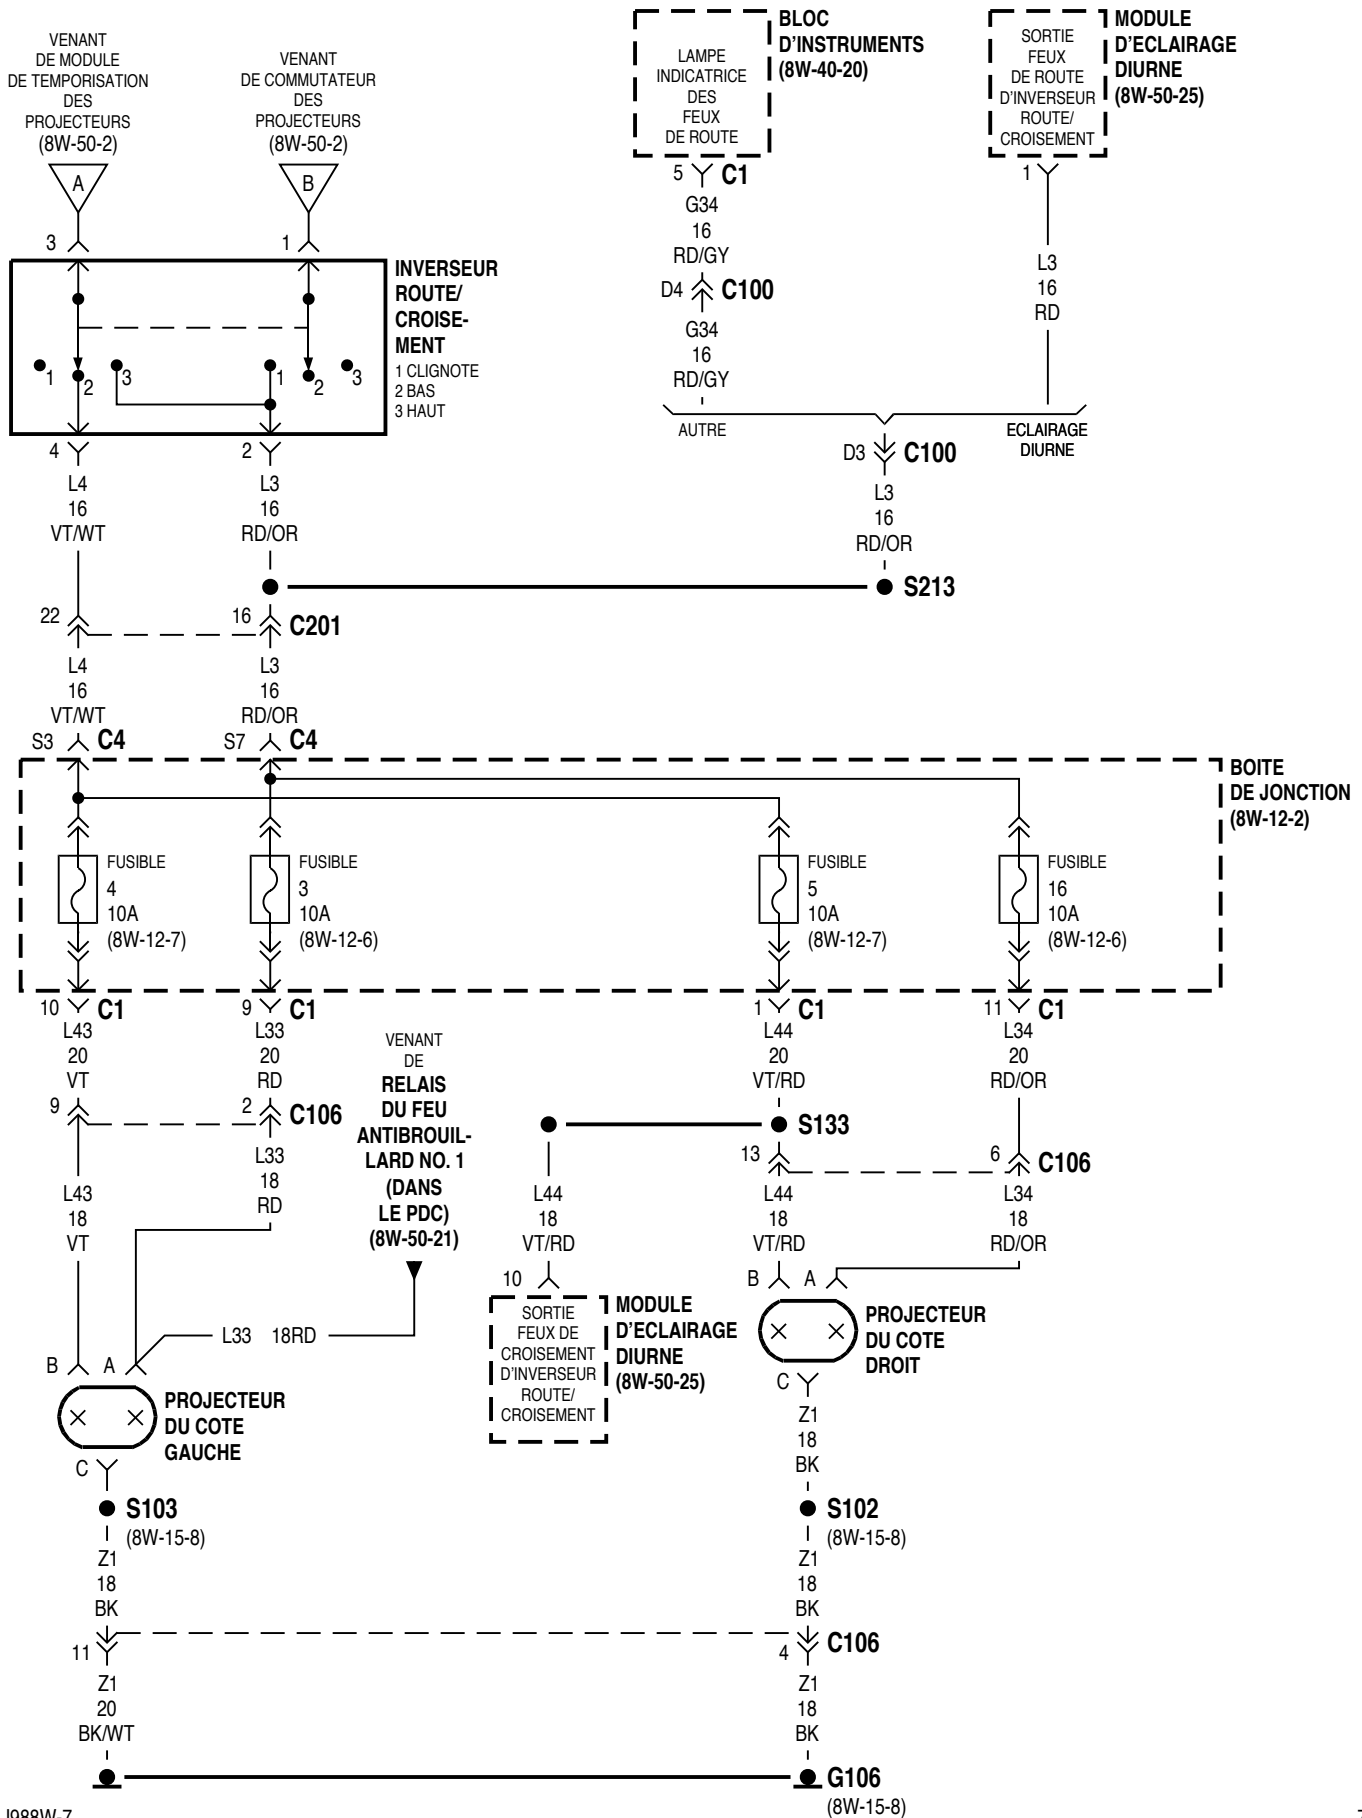 VENANT
DE MODULE
DE TEMPORISATION
DES
PROJECTEURS
(8W-50-2)
A
3
VENANT
DE COMMUTATEUR
DES
PROJECTEURS
(8W-50-2)
B
1
INVERSEUR
ROUTE/
CROISE-
MENT
1 CLIGNOTE
2 BAS
3 HAUT
1
2
3
1
2
3
4
2
LAMPE
INDICATRICE
DES
FEUX
DE ROUTE
BLOC
D'INSTRUMENTS
(8W-40-20)
5
C1
G34
16
RD/GY
D4
C100
G34
16
RD/GY
AUTRE
SORTIE
FEUX
DE ROUTE
D'INVERSEUR
ROUTE/
CROISEMENT
MODULE
D'ECLAIRAGE
DIURNE
(8W-50-25)
1
L3
16
RD
ECLAIRAGE
DIURNE
D3
C100
L3
16
RD/OR
S213
L4
16
VT/WT
L3
16
RD/OR
22
16
C201
L4
16
VT/WT
L3
16
RD/OR
S3
C4
S7
C4
BOITE
DE JONCTION
(8W-12-2)
FUSIBLE
4
10A
(8W-12-7)
FUSIBLE
3
10A
(8W-12-6)
FUSIBLE
5
10A
(8W-12-7)
FUSIBLE
16
10A
(8W-12-6)
10
C1
9
C1
1
C1
11
C1
L43
20
VT
L33
20
RD
L44
20
VT/RD
L34
20
RD/OR
9
2
C106
VENANT
DE
RELAIS
DU FEU
ANTIBROUIL-
LARD NO. 1
(DANS
LE PDC)
(8W-50-21)
S133
13
6
C106
L43
18
VT
L33
18
RD
L44
18
VT/RD
L44
18
VT/RD
L34
18
RD/OR
10
SORTIE
FEUX DE
CROISEMENT
D'INVERSEUR
ROUTE/
CROISEMENT
MODULE
D'ECLAIRAGE
DIURNE
(8W-50-25)
B
A
PROJECTEUR
DU COTE
DROIT
C
L33 18RD
B
A
PROJECTEUR
DU COTE
GAUCHE
C
S103
(8W-15-8)
Z1
18
BK
11
Z1
20
BK/WT
Z1
18
BK
S102
(8W-15-8)
Z1
18
BK
4
C106
Z1
18
BK
G106
(8W-15-8)
J988W-7